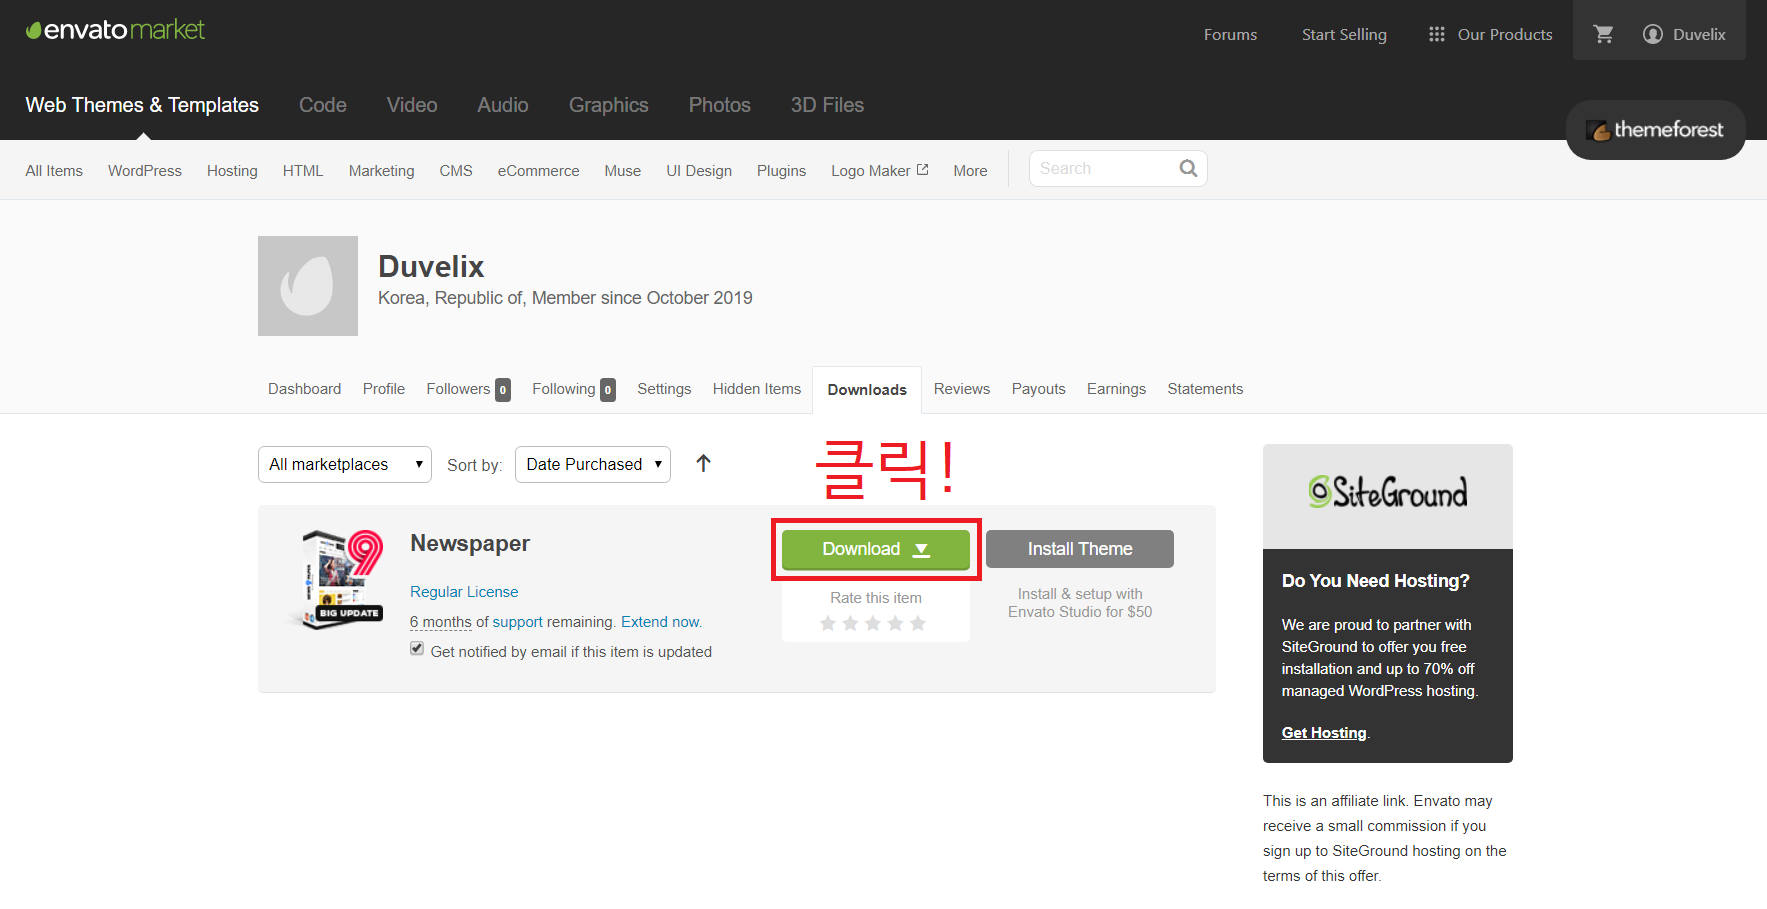 envato market
Forums
Start Selling
Our Products
Duvelix
Web Themes & Templates
Code
Video
Audio
Graphics
Photos
3D Files
themeforest
All Items
WordPress
Hosting
HTML
Marketing
CMS
eCommerce
Muse
UI Design
Plugins
Logo Maker
More
Search
Duvelix
Korea, Republic of, Member since October 2019
Dashboard
Profile
Followers 0
Following 0
Settings
Hidden Items
Downloads
Reviews
Payouts
Earnings
Statements
All marketplaces
Sort by:
Date Purchased
클릭!
9
BIG UPDATE
Newspaper
Regular License
6 months of support remaining. Extend now.
Get notified by email if this item is updated
Download
Rate this item
Install Theme
Install & setup with
Envato Studio for $50
SiteGround
Do You Need Hosting?
We are proud to partner with
SiteGround to offer you free
installation and up to 70% off
managed WordPress hosting.
Get Hosting.
This is an affiliate link. Envato may
receive a small commission if you
sign up to SiteGround hosting on the
terms of this offer.